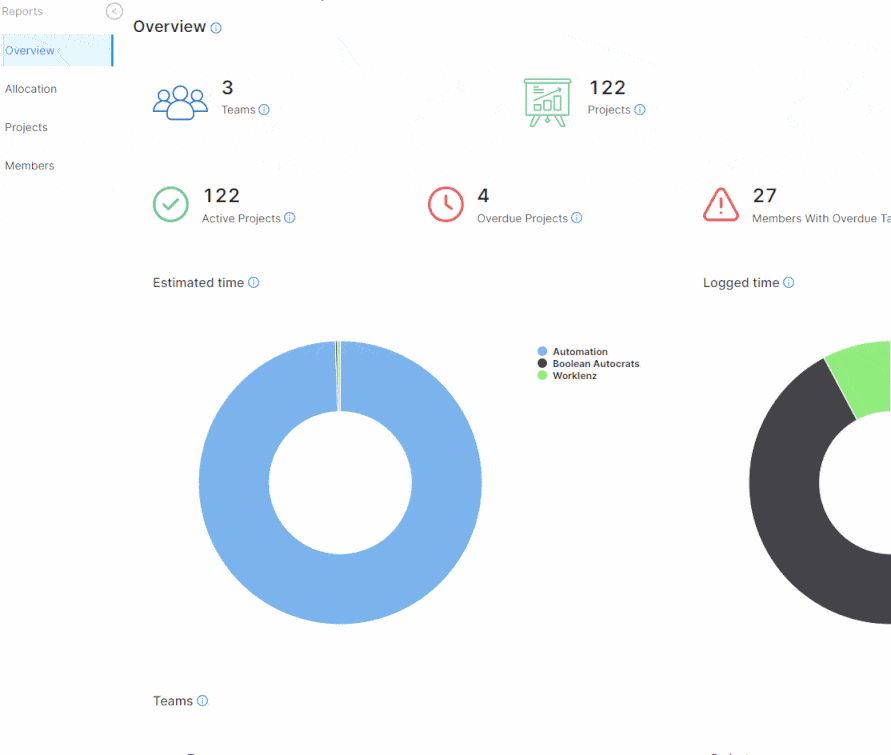 Reports
Overview
Overview
Allocation
Projects
Members
3
Teams
122
Projects
122
Active Projects
4
Overdue Projects
27
Members With Overdue Ta
Estimated time
Logged time
Automation
Boolean Autocrats
Worklenz
Teams